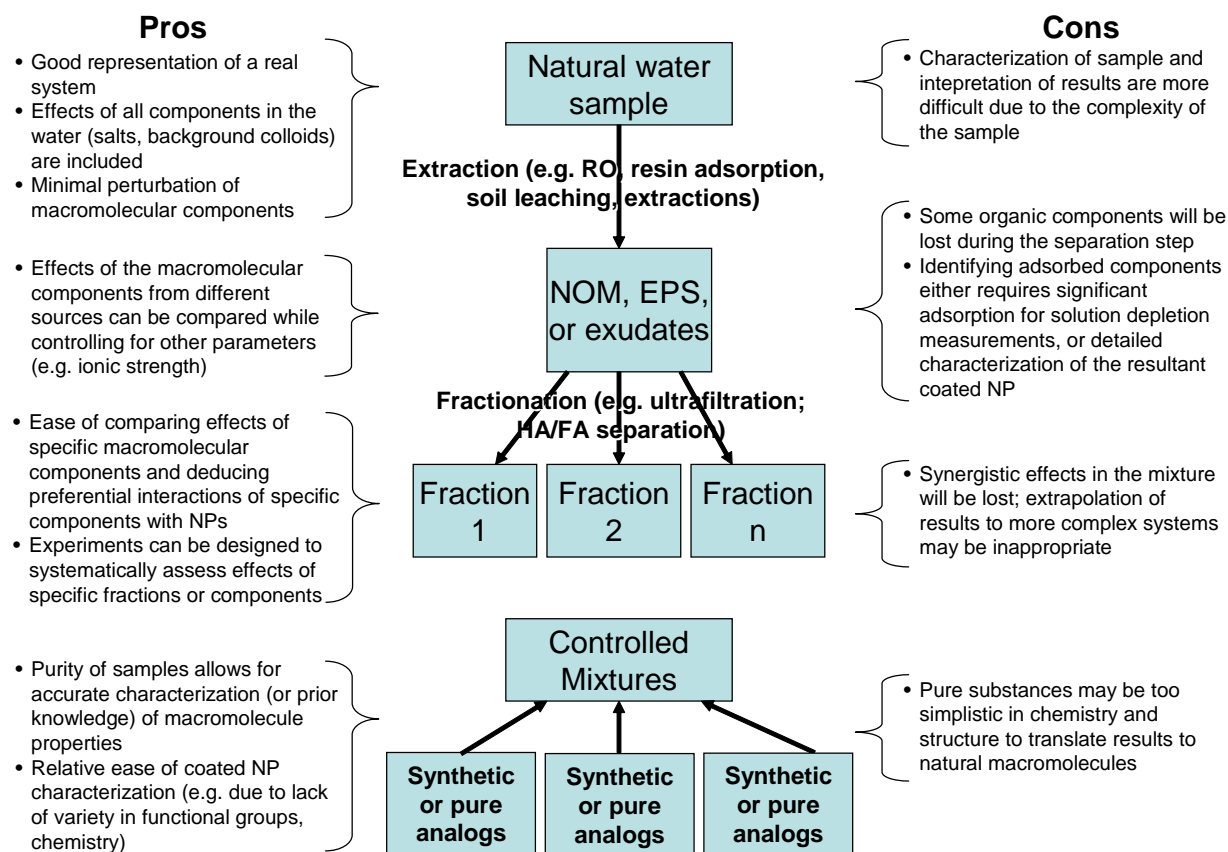 Pros
• Good representation of a real
system
• Effects of all components in the
water (salts, background colloids)
are included
• Minimal perturbation of
macromolecular components
Natural water
sample
Cons
• Characterization of sample and
intepretation of results are more
difficult due to the complexity of
the sample
Extraction (e.g. RO, resin adsorption,
soil leaching, extractions)
• Effects of the macromolecular
components from different
sources can be compared while
controlling for other parameters
(e.g. ionic strength)
NOM, EPS,
or exudates
• Some organic components will be
lost during the separation step
• Identifying adsorbed components
either requires significant
adsorption for solution depletion
measurements, or detailed
characterization of the resultant
coated NP
Fractionation (e.g. ultrafiltration;
HA/FA separation)
• Ease of comparing effects of
specific macromolecular
components and deducing
preferential interactions of specific
components with NPs
• Experiments can be designed to
systematically assess effects of
specific fractions or components
Fraction
1
Fraction
2
Fraction
n
• Synergistic effects in the mixture
will be lost; extrapolation of
results to more complex systems
may be inappropriate
Controlled
Mixtures
• Purity of samples allows for
accurate characterization (or prior
knowledge) of macromolecule
properties
• Relative ease of coated NP
characterization (e.g. due to lack
of variety in functional groups,
chemistry)
Synthetic
or pure
analogs
Synthetic
or pure
analogs
Synthetic
or pure
analogs
• Pure substances may be too
simplistic in chemistry and
structure to translate results to
natural macromolecules